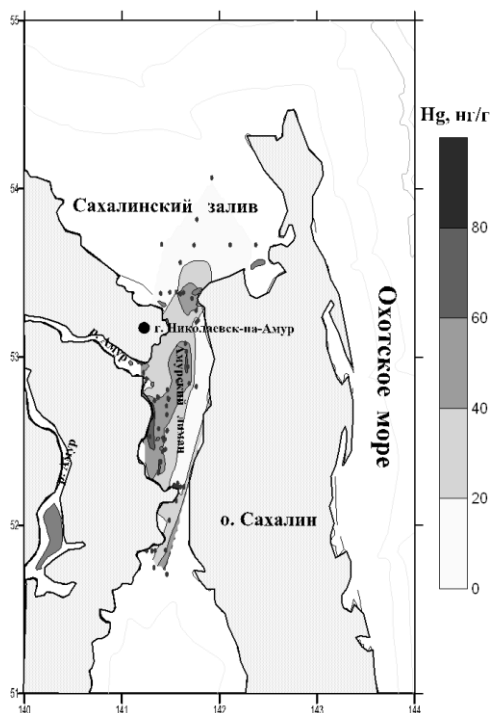 55
Hg, нг/г
80
60
40
20
0
54
Сахалинский залив
г. Николаевск-на-Амур
р. Амур
53
Амурский лиман
Охотское море
р. Амур
52
о. Сахалин
51
140
141
142
143
144